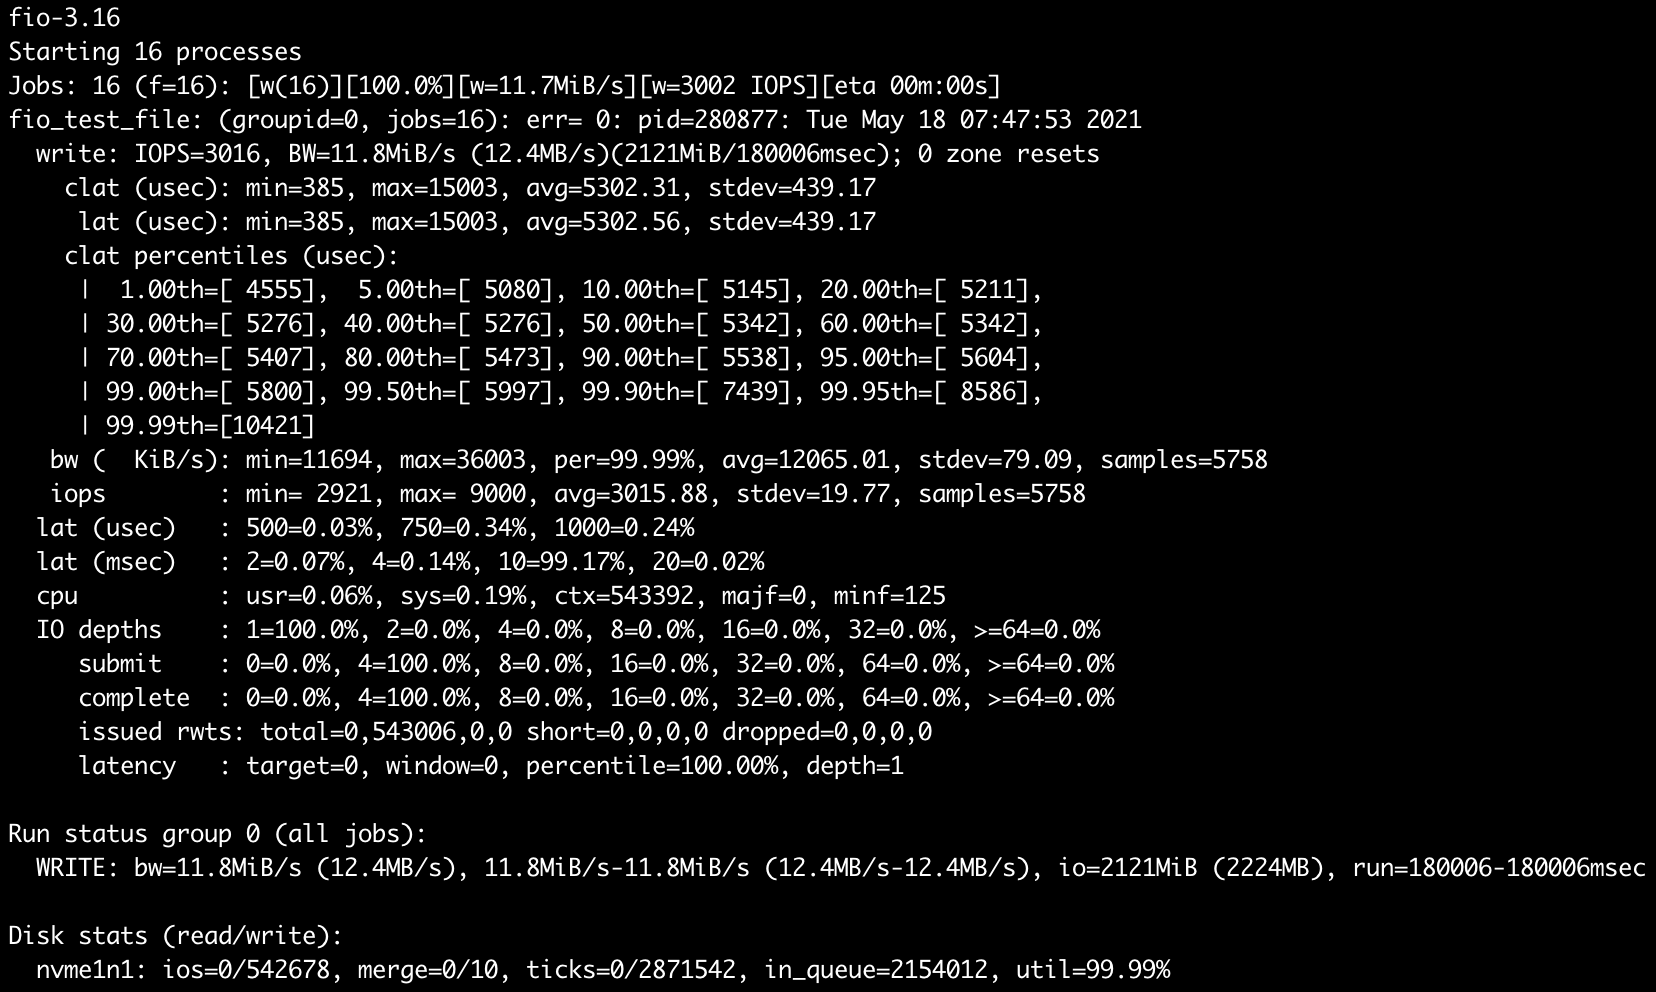 fio-3.16
Starting 16 processes
Jobs: 16 (f=16): [w(16)][100.0%][w=11.7MiB/s][w=3002 IOPS][eta 00m:00s]
fio_test_file: (groupid=0, jobs=16): err= 0: pid=280877: Tue May 18 07:47:53 2021
  write: IOPS=3016, BW=11.8MiB/s (12.4MB/s)(2121MiB/180006msec); 0 zone resets
    clat (usec): min=385, max=15003, avg=5302.31, stdev=439.17
     lat (usec): min=385, max=15003, avg=5302.56, stdev=439.17
    clat percentiles (usec):
     |  1.00th=[ 4555],  5.00th=[ 5080], 10.00th=[ 5145], 20.00th=[ 5211],
     | 30.00th=[ 5276], 40.00th=[ 5276], 50.00th=[ 5342], 60.00th=[ 5342],
     | 70.00th=[ 5407], 80.00th=[ 5473], 90.00th=[ 5538], 95.00th=[ 5604],
     | 99.00th=[ 5800], 99.50th=[ 5997], 99.90th=[ 7439], 99.95th=[ 8586],
     | 99.99th=[10421]
   bw (  KiB/s): min=11694, max=36003, per=99.99%, avg=12065.01, stdev=79.09, samples=5758
   iops        : min= 2921, max= 9000, avg=3015.88, stdev=19.77, samples=5758
  lat (usec)   : 500=0.03%, 750=0.34%, 1000=0.24%
  lat (msec)   : 2=0.07%, 4=0.14%, 10=99.17%, 20=0.02%
  cpu          : usr=0.06%, sys=0.19%, ctx=543392, majf=0, minf=125
  IO depths    : 1=100.0%, 2=0.0%, 4=0.0%, 8=0.0%, 16=0.0%, 32=0.0%, >=64=0.0%
     submit    : 0=0.0%, 4=100.0%, 8=0.0%, 16=0.0%, 32=0.0%, 64=0.0%, >=64=0.0%
     complete  : 0=0.0%, 4=100.0%, 8=0.0%, 16=0.0%, 32=0.0%, 64=0.0%, >=64=0.0%
     issued rwts: total=0,543006,0,0 short=0,0,0,0 dropped=0,0,0,0
     latency   : target=0, window=0, percentile=100.00%, depth=1

Run status group 0 (all jobs):
  WRITE: bw=11.8MiB/s (12.4MB/s), 11.8MiB/s-11.8MiB/s (12.4MB/s-12.4MB/s), io=2121MiB (2224MB), run=180006-180006msec

Disk stats (read/write):
  nvme1n1: ios=0/542678, merge=0/10, ticks=0/2871542, in_queue=2154012, util=99.99%